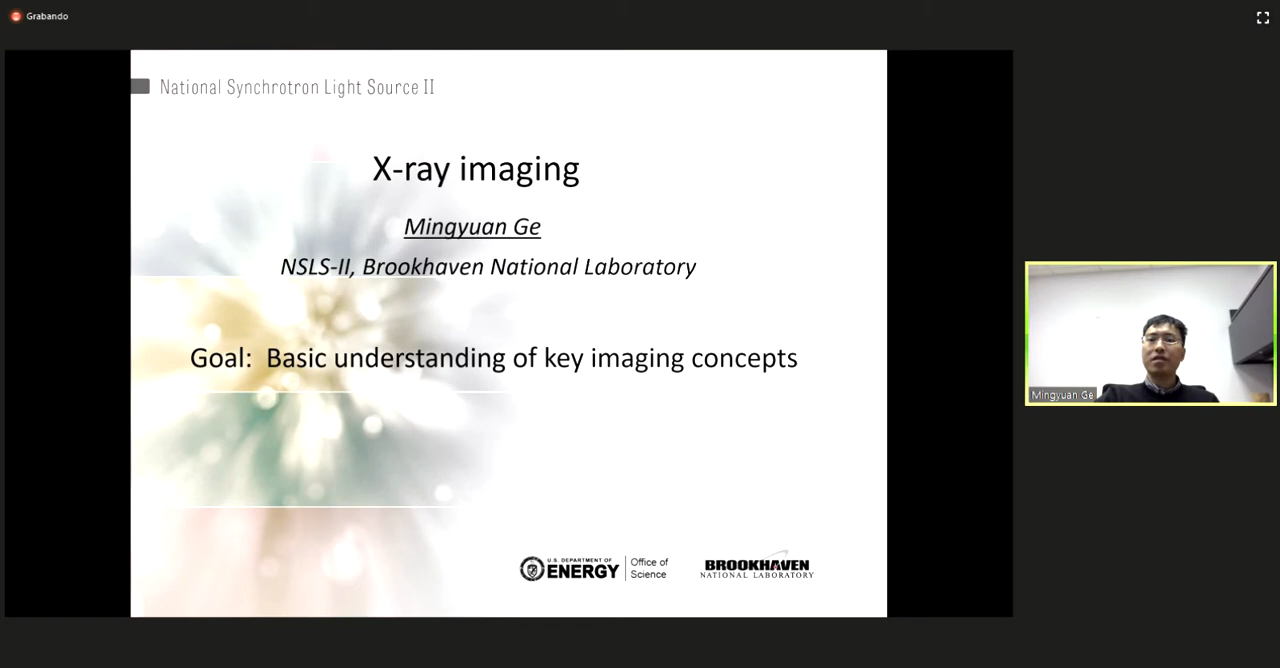 Grabando
National Synchrotron Light Source II
X-ray imaging
Mingyuan Ge
NSLS-II, Brookhaven National Laboratory
Goal: Basic understanding of key imaging concepts
U.S. DEPARTMENT OF
ENERGY
Office of
Science
BROOKHAVEN
NATIONAL LABORATORY
Mingyuan Ge